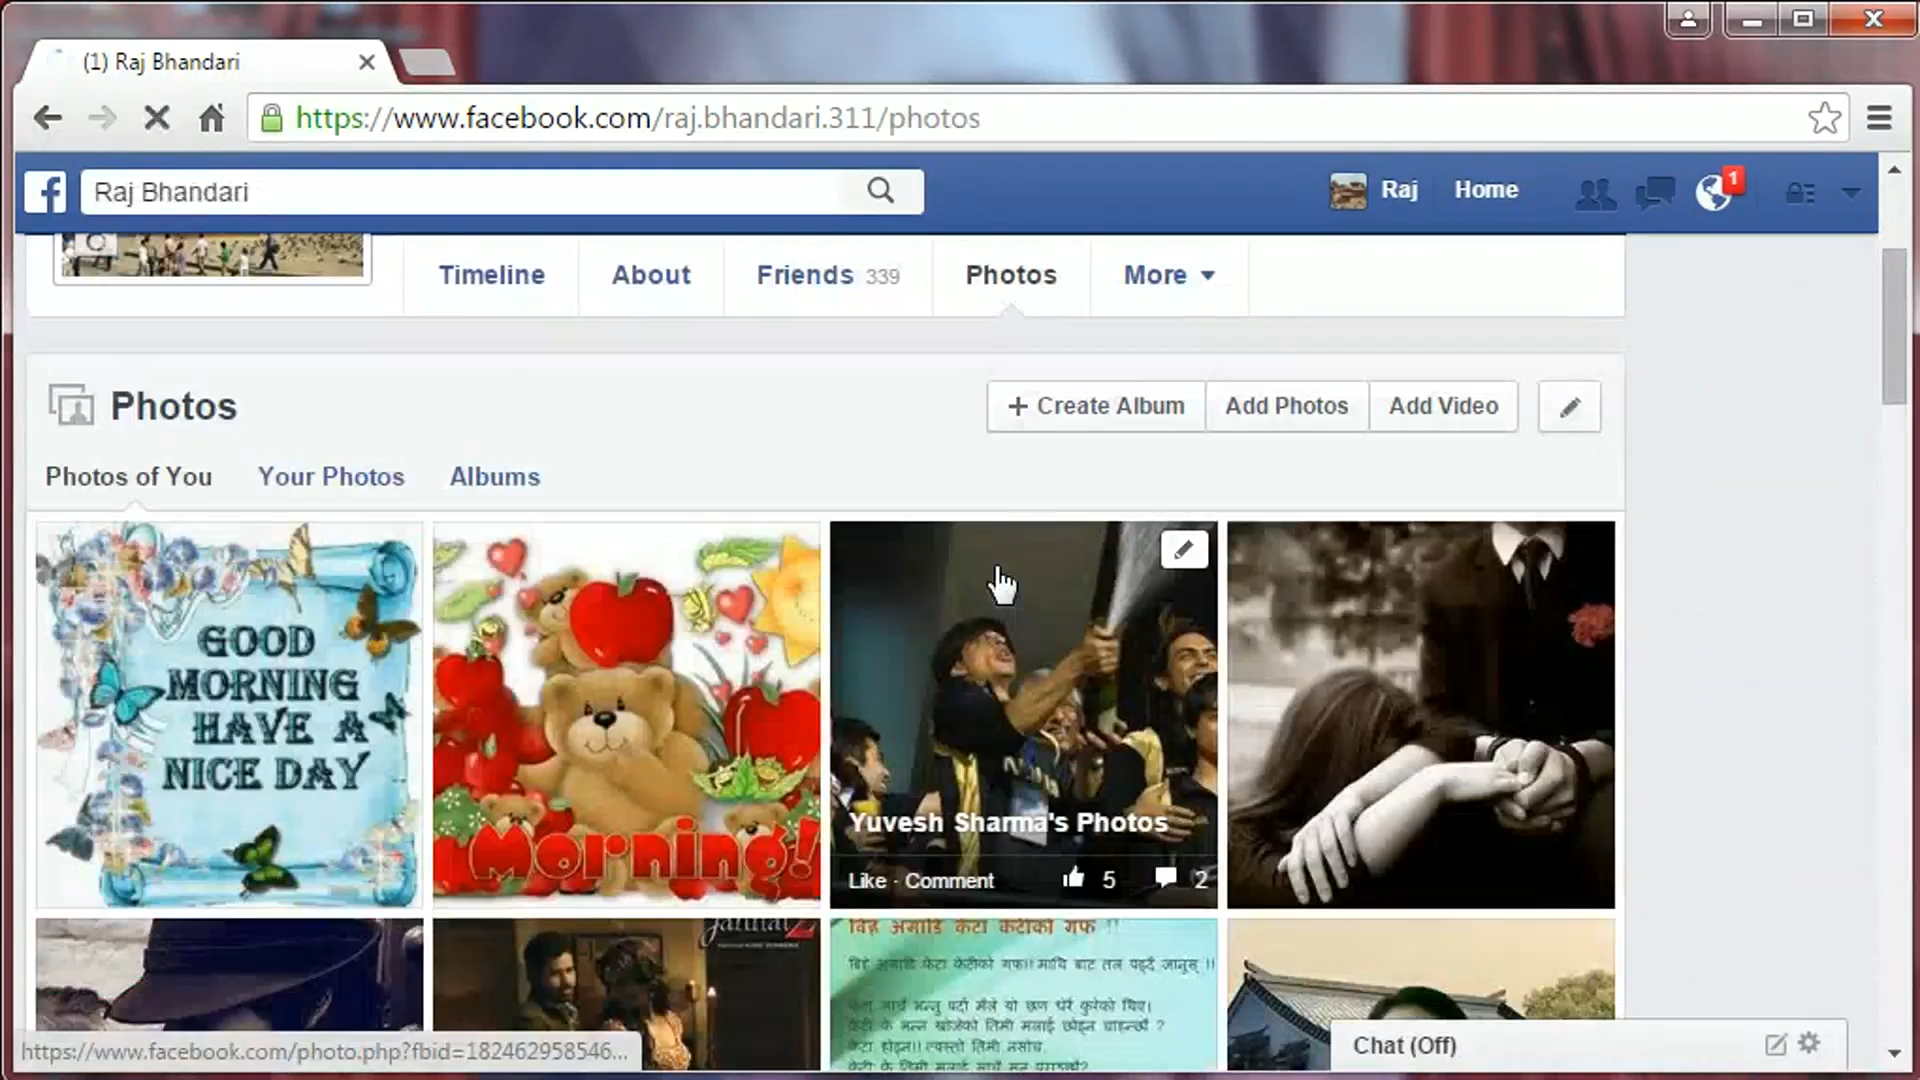 (1) Raj Bhandari
https://www.facebook.com/raj.bhandari.311/photos
Raj Bhandari
Raj
Home
1
Timeline
About
Friends 339
Photos
More
Photos
+ Create Album
Add Photos
Add Video
Photos of You
Your Photos
Albums
GOOD
MORNING
HAVE A
NICE DAY
Morning!
Yuvesh Sharma's Photos
Like · Comment
5
2
केटा केटीको गफ !!
https://www.facebook.com/photo.php?fbid=182462958546...
Chat (Off)